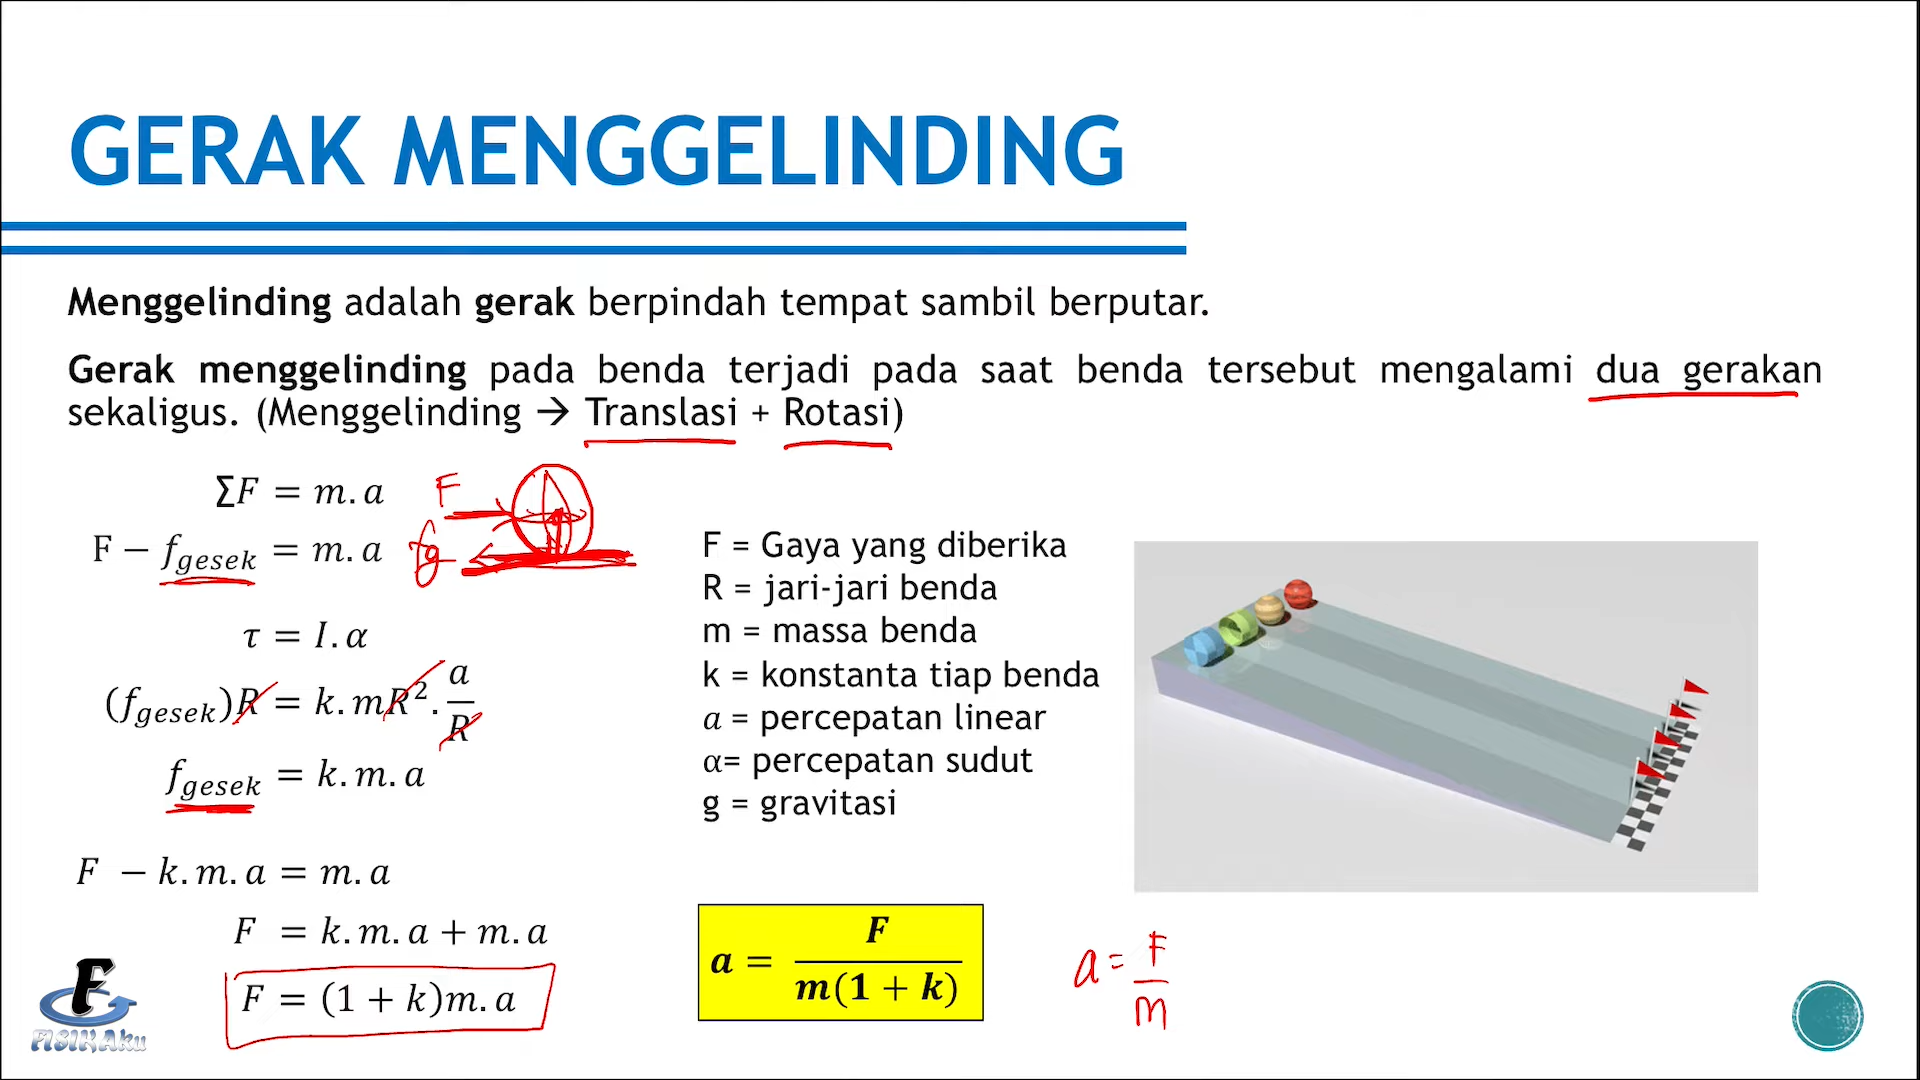 GERAK MENGGELINDING
Menggelinding adalah gerak berpindah tempat sambil berputar.
Gerak menggelinding pada benda terjadi pada saat benda tersebut mengalami dua gerakan
sekaligus. (Menggelinding → Translasi + Rotasi)
∑F = m.a
F
F − f_gesek = m.a
fg
τ = I.α
(f_gesek)R = k.mR².a/R
f_gesek = k.m.a
F − k.m.a = m.a
F = k.m.a + m.a
F = (1 + k)m.a
F = Gaya yang diberika
R = jari-jari benda
m = massa benda
k = konstanta tiap benda
a = percepatan linear
α= percepatan sudut
g = gravitasi
a = F/m(1 + k)
a = F/m
F
FISIKAku